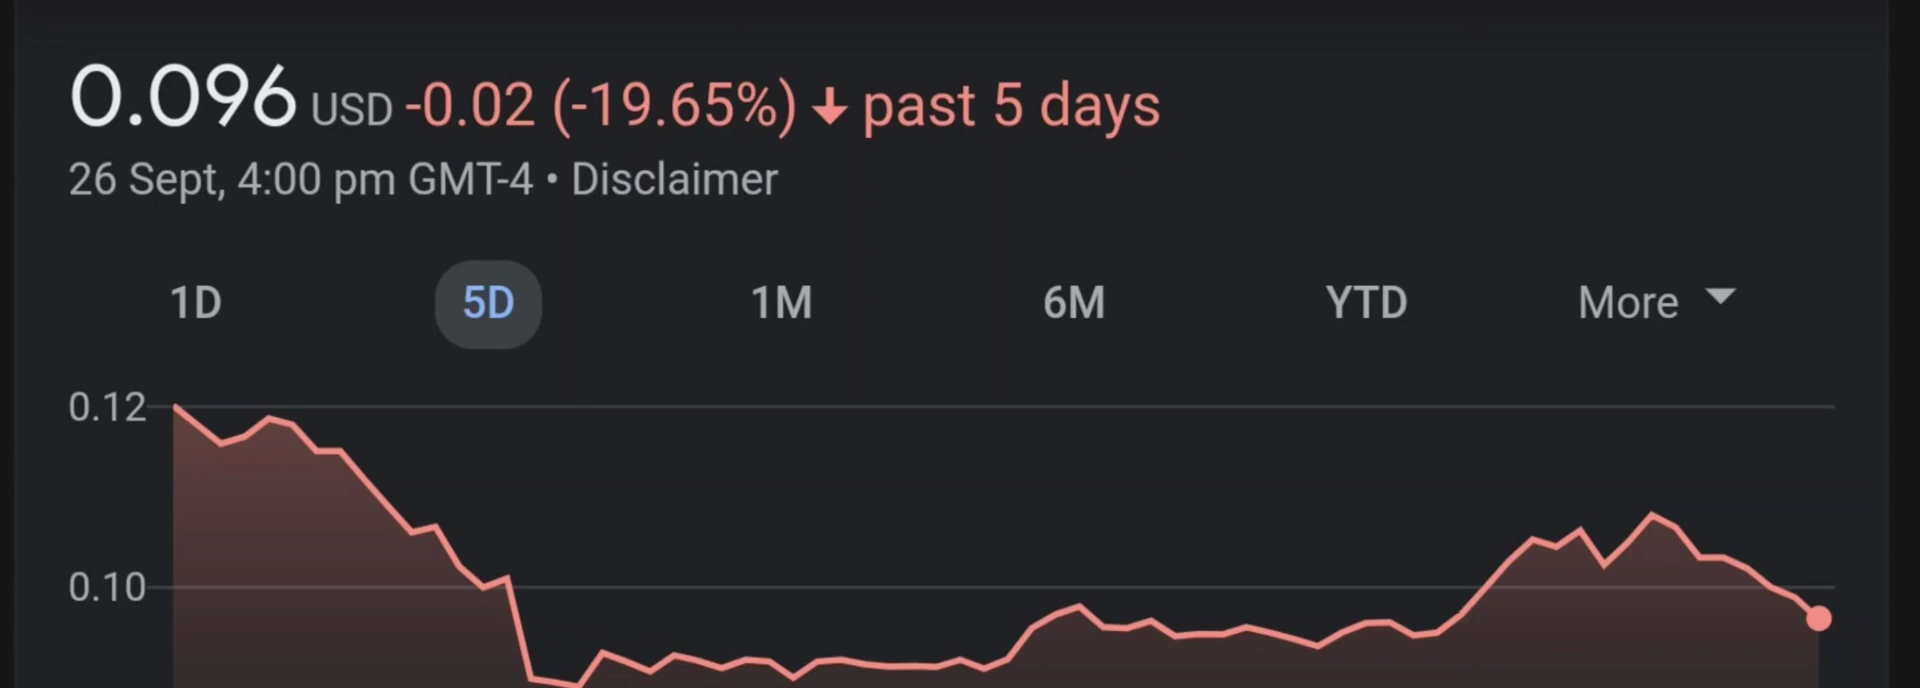 0.096 USD -0.02 (-19.65%) ↓ past 5 days
26 Sept, 4:00 pm GMT-4 • Disclaimer
1D 5D 1M 6M YTD More
0.12
0.10